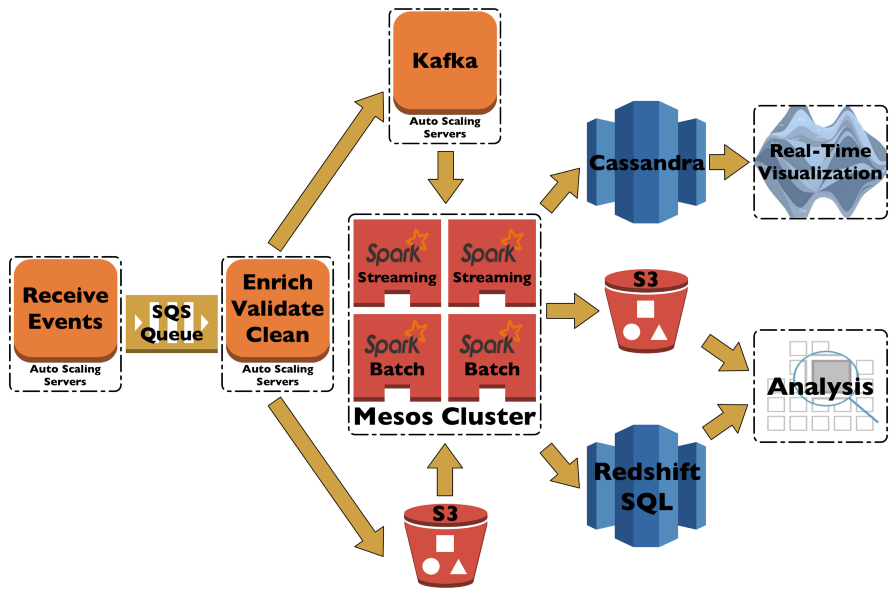 Kafka
Auto Scaling
Servers
Cassandra
Real-Time
Visualization
Receive
Events
Auto Scaling
Servers
SQS
Queue
Enrich
Validate
Clean
Auto Scaling
Servers
Spark
Streaming
Spark
Streaming
Spark
Batch
Spark
Batch
Mesos Cluster
S3
Analysis
Redshift
SQL
S3